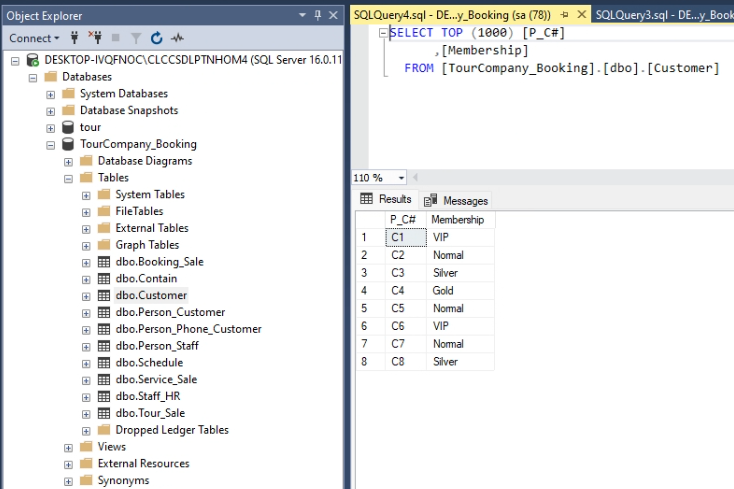 Object Explorer
Connect
DESKTOP-IVQFNOC\CLCCSDLPTNHOM4 (SQL Server 16.0.11
Databases
System Databases
Database Snapshots
tour
TourCompany_Booking
Database Diagrams
Tables
System Tables
FileTables
External Tables
Graph Tables
dbo.Booking_Sale
dbo.Contain
dbo.Customer
dbo.Person_Customer
dbo.Person_Phone_Customer
dbo.Person_Staff
dbo.Schedule
dbo.Service_Sale
dbo.Staff_HR
dbo.Tour_Sale
Dropped Ledger Tables
Views
External Resources
Synonyms
SQLQuery4.sql - DE...y_Booking (sa (78)) SQLQuery3.sql - DE...y_Book
SELECT TOP (1000) [P_C#]
,[Membership]
FROM [TourCompany_Booking].[dbo].[Customer]
110 %
Results Messages
P_C# Membership
1 C1 VIP
2 C2 Normal
3 C3 Silver
4 C4 Gold
5 C5 Normal
6 C6 VIP
7 C7 Normal
8 C8 Silver